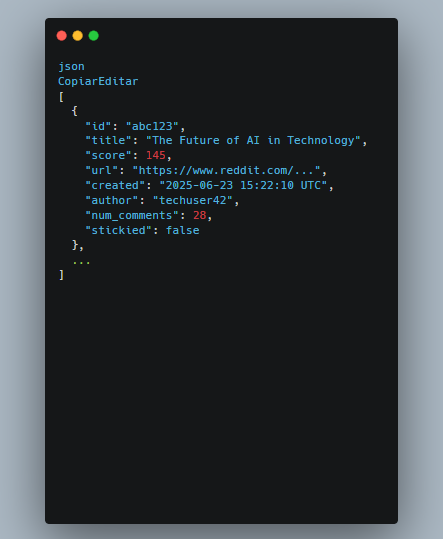 json
CopiarEditar
[
  {
    "id": "abc123",
    "title": "The Future of AI in Technology",
    "score": 145,
    "url": "https://www.reddit.com/...",
    "created": "2025-06-23 15:22:10 UTC",
    "author": "techuser42",
    "num_comments": 28,
    "stickied": false
  },
  ...
]